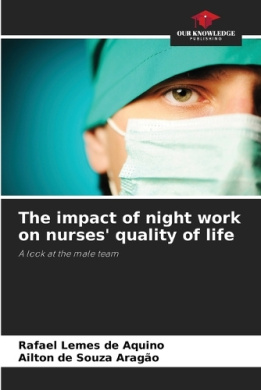 OUR KNOWLEDGE
PUBLISHING
The impact of night work
on nurses' quality of life
A look at the male team
Rafael Lemes de Aquino
Ailton de Souza Aragão